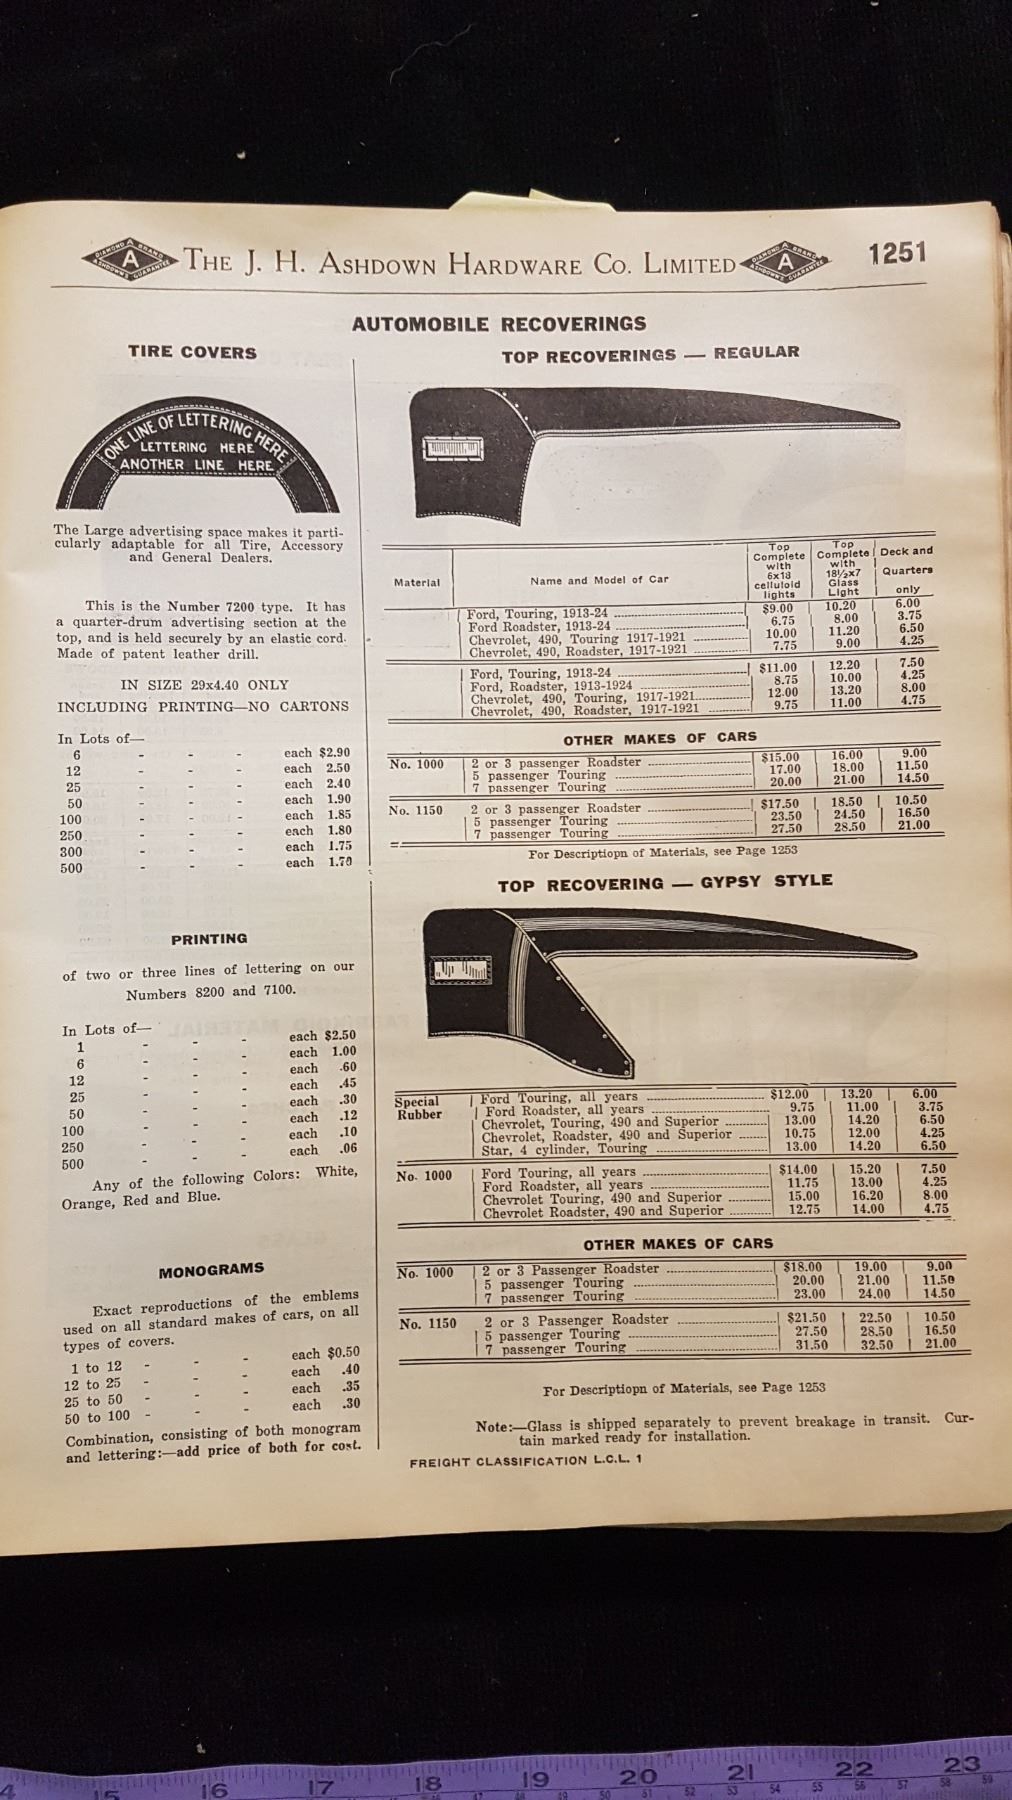 THE J. H. ASHDOWN HARDWARE CO. LIMITED
1251
AUTOMOBILE RECOVERINGS
TIRE COVERS
ONE LINE OF LETTERING HERE
LETTERING HERE
ANOTHER LINE HERE
The Large advertising space makes it parti-
cularly adaptable for all Tire, Accessory
and General Dealers.
This is the Number 7200 type. It has
a quarter-drum advertising section at the
top, and is held securely by an elastic cord.
Made of patent leather drill.
IN SIZE 29x4.40 ONLY
INCLUDING PRINTING—NO CARTONS
In Lots of—
6 - - - each $2.90
12 - - - each 2.50
25 - - - each 2.40
50 - - - each 1.90
100 - - - each 1.85
250 - - - each 1.80
300 - - - each 1.75
500 - - - each 1.70
PRINTING
of two or three lines of lettering on our
Numbers 8200 and 7100.
In Lots of—
1 - - - each $2.50
6 - - - each 1.00
12 - - - each .60
25 - - - each .45
50 - - - each .30
100 - - - each .12
250 - - - each .10
500 - - - each .06
Any of the following Colors: White,
Orange, Red and Blue.
MONOGRAMS
Exact reproductions of the emblems
used on all standard makes of cars, on all
types of covers.
1 to 12 - - - each $0.50
12 to 25 - - - each .40
25 to 50 - - - each .35
50 to 100 - - - each .30
Combination, consisting of both monogram
and lettering:—add price of both for cost.
TOP RECOVERINGS — REGULAR
Material
Name and Model of Car
Top Complete with 6x18 celluloid lights
Top Complete with 18½x7 Glass Light
Deck and Quarters only
Ford, Touring, 1913-24 $9.00 10.20 6.00
Ford Roadster, 1913-24 6.75 8.00 3.75
Chevrolet, 490, Touring 1917-1921 10.00 11.20 6.50
Chevrolet, 490, Roadster, 1917-1921 7.75 9.00 4.25
Ford, Touring, 1913-24 $11.00 12.20 7.50
Ford, Roadster, 1913-1924 8.75 10.00 4.25
Chevrolet, 490, Touring, 1917-1921 12.00 13.20 8.00
Chevrolet, 490, Roadster, 1917-1921 9.75 11.00 4.75
OTHER MAKES OF CARS
No. 1000 2 or 3 passenger Roadster $15.00 16.00 9.00
5 passenger Touring 17.00 18.00 11.50
7 passenger Touring 20.00 21.00 14.50
No. 1150 2 or 3 passenger Roadster $17.50 18.50 10.50
5 passenger Touring 23.50 24.50 16.50
7 passenger Touring 27.50 28.50 21.00
For Descriptiopn of Materials, see Page 1253
TOP RECOVERING — GYPSY STYLE
Special Rubber Ford Touring, all years $12.00 13.20 6.00
Ford Roadster, all years 9.75 11.00 3.75
Chevrolet, Touring, 490 and Superior 13.00 14.20 6.50
Chevrolet, Roadster, 490 and Superior 10.75 12.00 4.25
Star, 4 cylinder, Touring 13.00 14.20 6.50
No. 1000 Ford Touring, all years $14.00 15.20 7.50
Ford Roadster, all years 11.75 13.00 4.25
Chevrolet Touring, 490 and Superior 15.00 16.20 8.00
Chevrolet Roadster, 490 and Superior 12.75 14.00 4.75
OTHER MAKES OF CARS
No. 1000 2 or 3 Passenger Roadster $18.00 19.00 9.00
5 passenger Touring 20.00 21.00 11.50
7 passenger Touring 23.00 24.00 14.50
No. 1150 2 or 3 Passenger Roadster $21.50 22.50 10.50
5 passenger Touring 27.50 28.50 16.50
7 passenger Touring 31.50 32.50 21.00
For Descriptiopn of Materials, see Page 1253
Note:—Glass is shipped separately to prevent breakage in transit. Cur-
tain marked ready for installation.
FREIGHT CLASSIFICATION L.C.L. 1
15 16 17 18 19 20 21 22 23